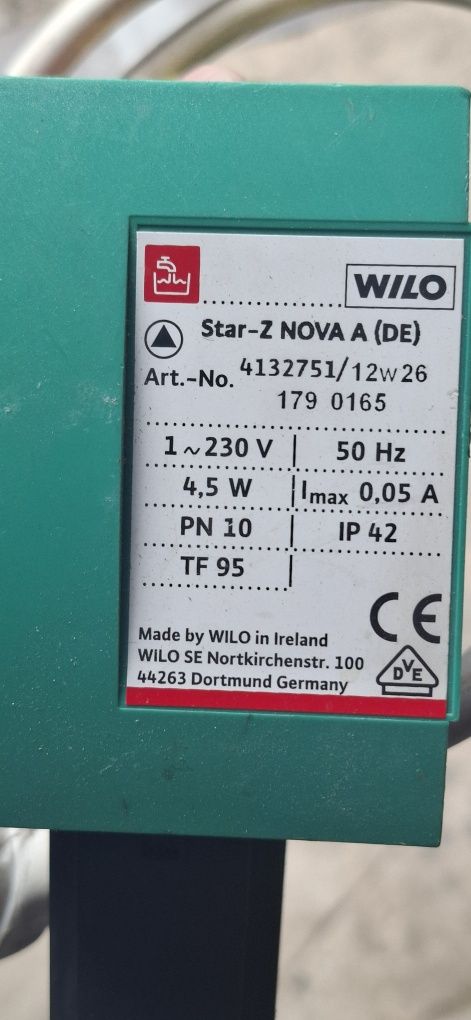 WILO
Star-Z NOVA A (DE)
Art.-No. 4132751/12w26
179 0165
1~230 V | 50 Hz
4,5 W | Imax 0,05 A
PN 10 | IP 42
TF 95 |
CE
Made by WILO in Ireland
WILO SE Nortkirchenstr. 100
44263 Dortmund Germany
DVE